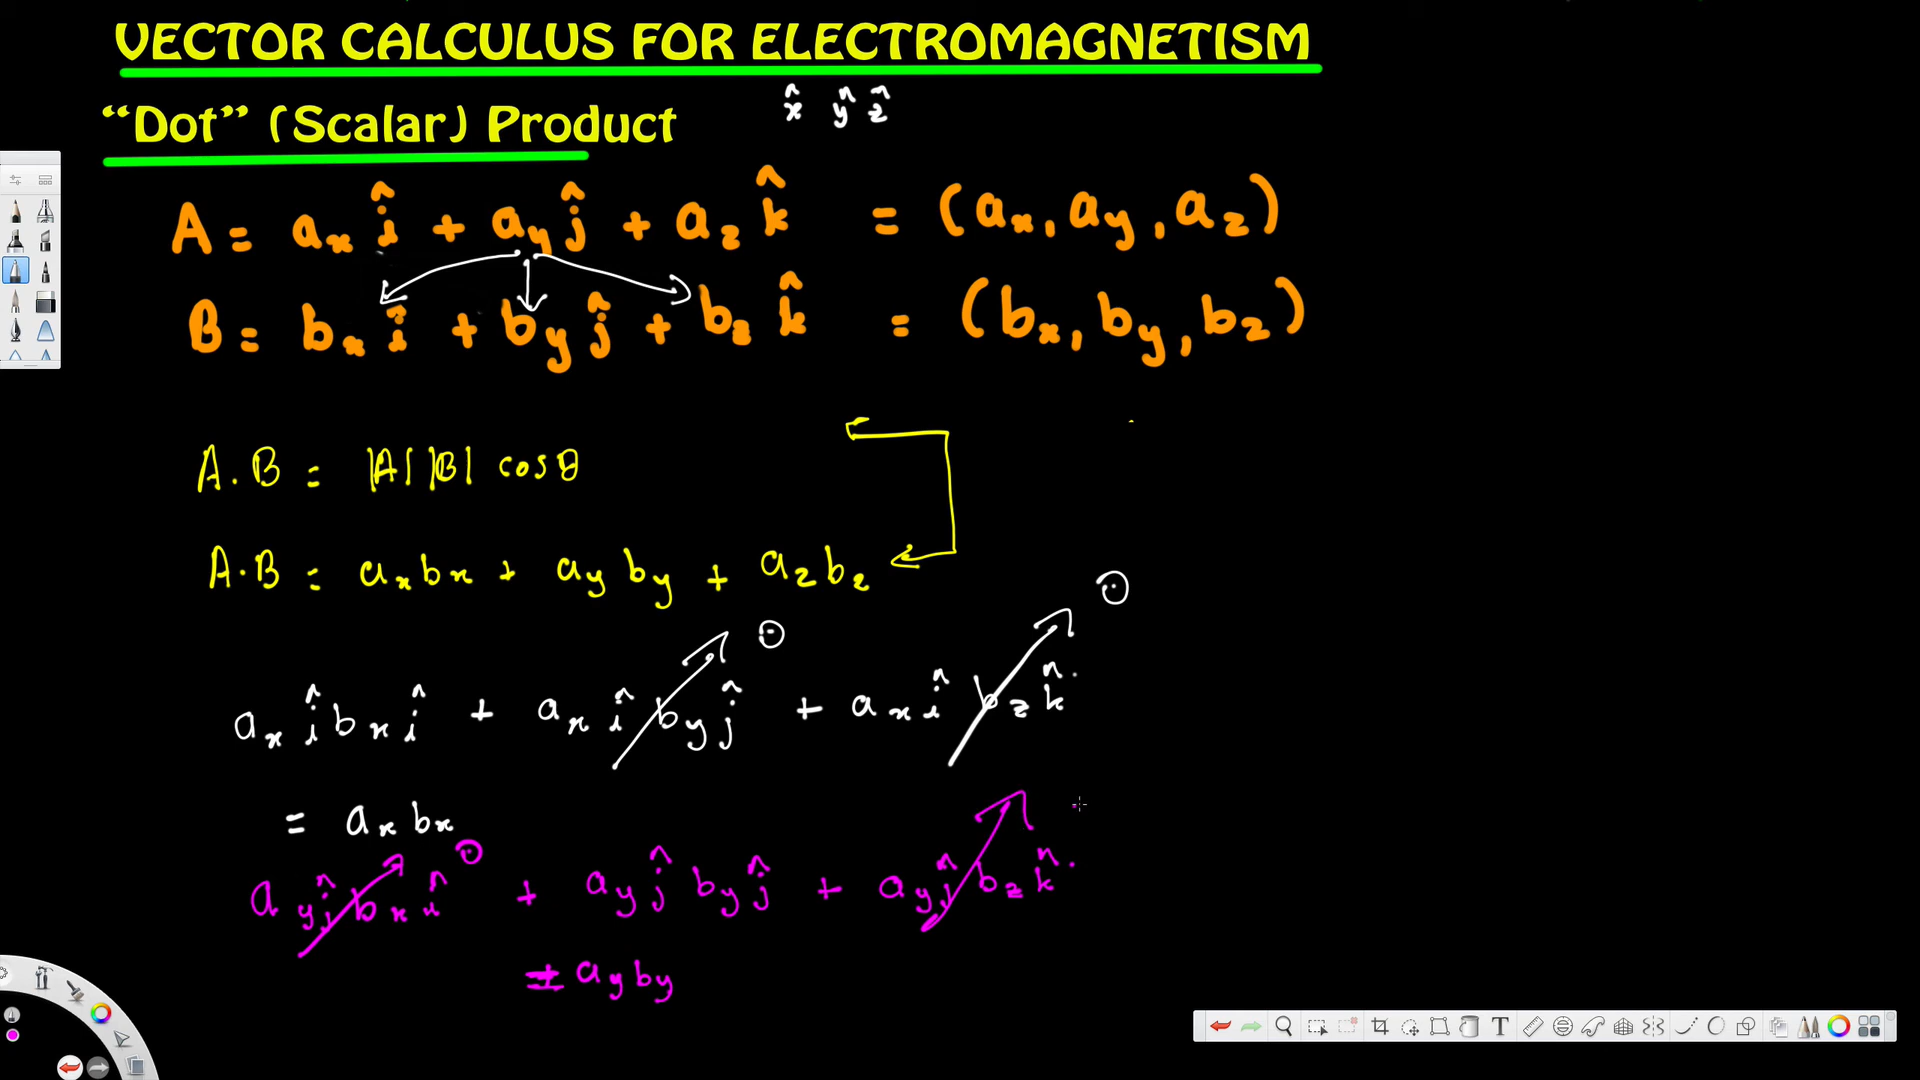 VECTOR CALCULUS FOR ELECTROMAGNETISM
“Dot” (Scalar) Product x̂ ŷ ẑ
A = aₓ î + a_y ĵ + a_z k̂ = (aₓ, a_y, a_z)
B = bₓ î + b_y ĵ + b_z k̂ = (bₓ, b_y, b_z)
A.B = |A| |B| cosθ
A.B = aₓbₓ + a_y b_y + a_z b_z
aₓ î bₓ î + aₓ î b_y ĵ 0 + aₓ î b_z k̂ 0
= aₓ bₓ
a_y ĵ bₓ î 0 + a_y ĵ b_y ĵ + a_y ĵ b_z k̂
± a_y b_y
T